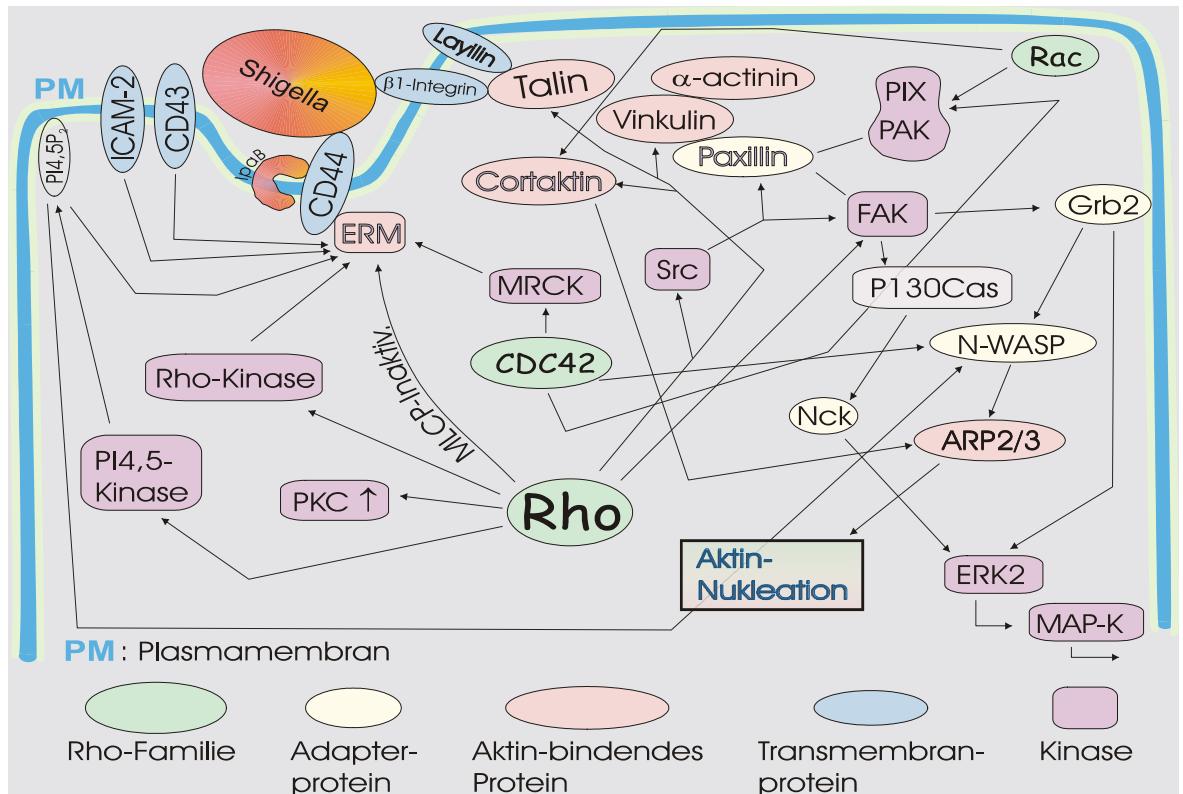 PM
PI4,5P2
ICAM-2
CD43
Shigella
IpaB
CD44
Layilin
β1-Integrin
Talin
α-actinin
Vinkulin
Paxillin
Cortaktin
Rac
PIX
PAK
FAK
Grb2
ERM
MRCK
Src
P130Cas
CDC42
N-WASP
Rho-Kinase
MLCP-Inaktiv.
Nck
ARP2/3
PI4,5-
Kinase
PKC ↑
Rho
Aktin-
Nukleation
ERK2
MAP-K
PM : Plasmamembran
Rho-Familie
Adapter-
protein
Aktin-bindendes
Protein
Transmembran-
protein
Kinase